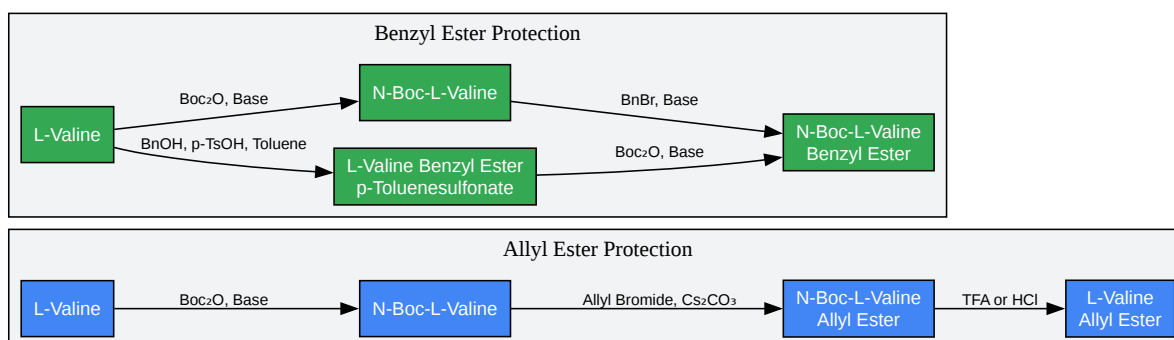 Benzyl Ester Protection
L-Valine
Boc₂O, Base
N-Boc-L-Valine
BnBr, Base
BnOH, p-TsOH, Toluene
L-Valine Benzyl Ester
p-Toluenesulfonate
Boc₂O, Base
N-Boc-L-Valine
Benzyl Ester
Allyl Ester Protection
L-Valine
Boc₂O, Base
N-Boc-L-Valine
Allyl Bromide, Cs₂CO₃
N-Boc-L-Valine
Allyl Ester
TFA or HCl
L-Valine
Allyl Ester